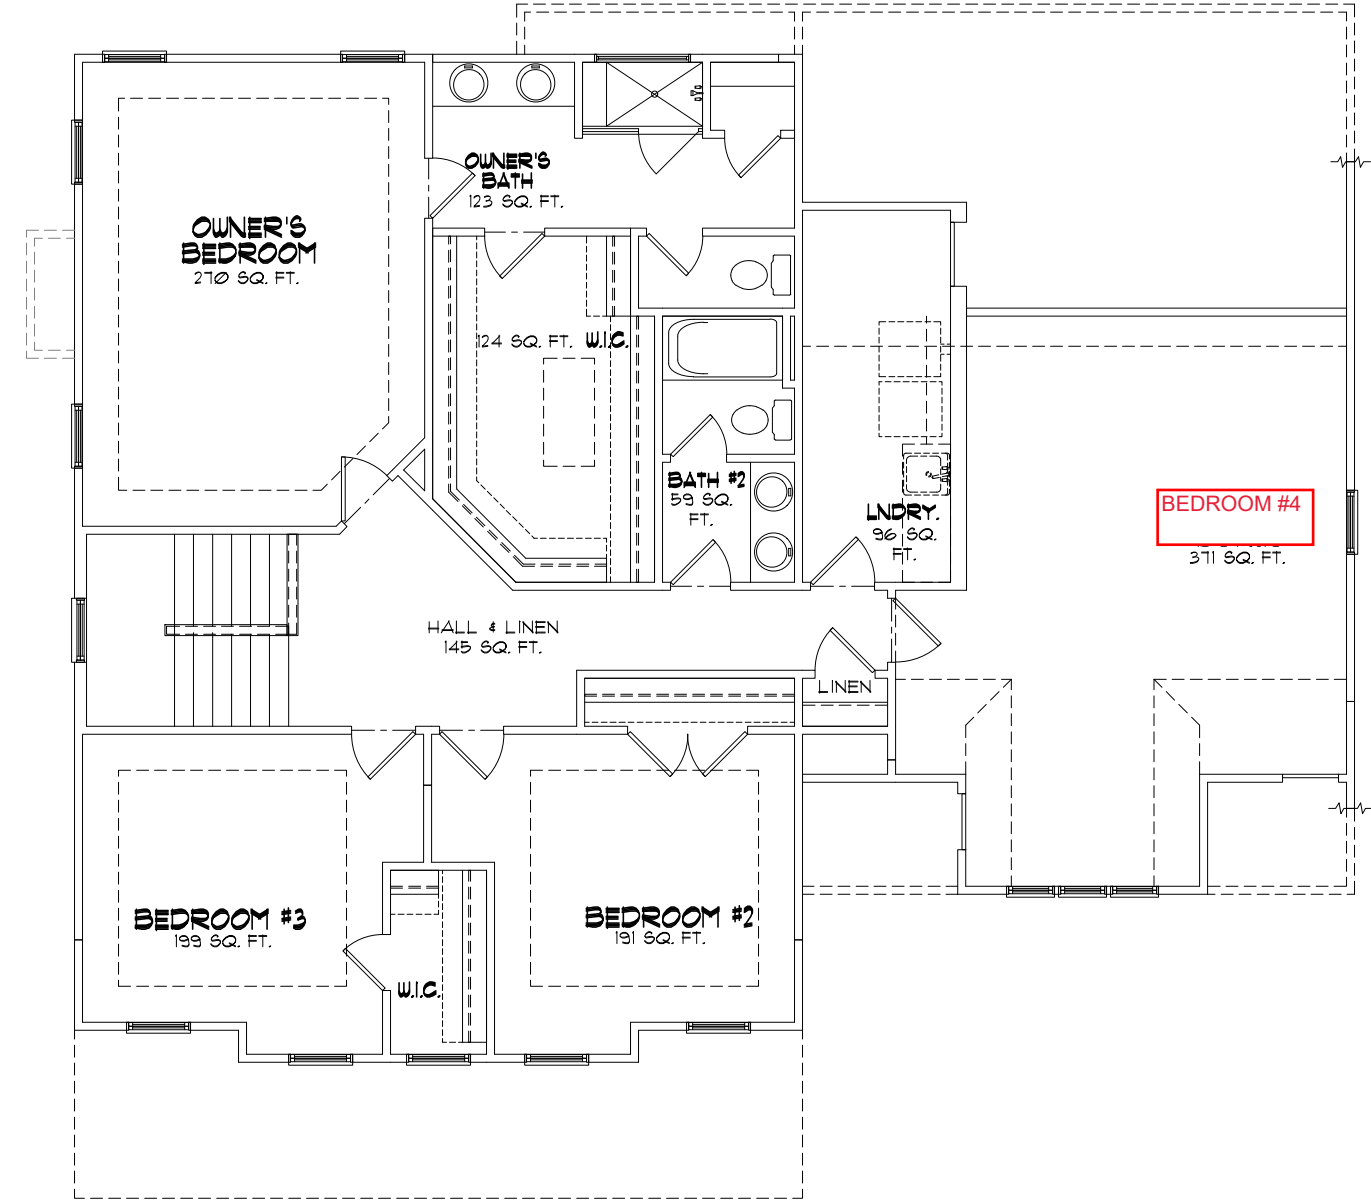 OWNER'S
BATH
123 SQ. FT.
OWNER'S
BEDROOM
270 SQ. FT.
124 SQ. FT. W.I.C.
BATH #2
59 SQ.
FT.
LNDRY.
96 SQ.
FT.
BEDROOM #4
371 SQ. FT.
HALL & LINEN
145 SQ. FT.
LINEN
BEDROOM #3
199 SQ. FT.
BEDROOM #2
191 SQ. FT.
W.I.C.